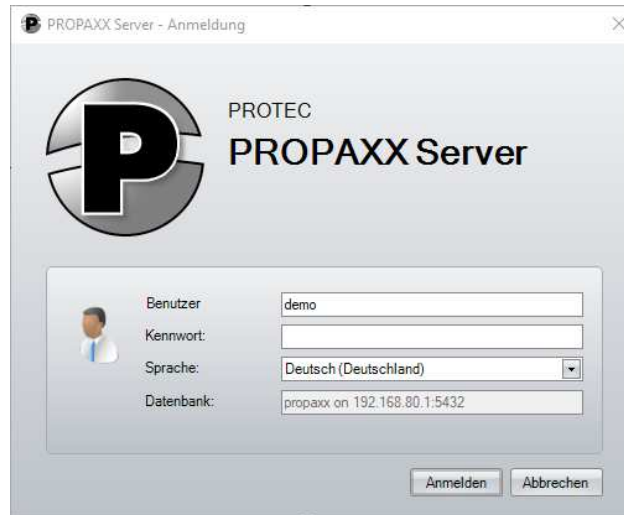 PROPAXX Server - Anmeldung
P
PROTEC
PROPAXX Server
Benutzer
demo
Kennwort:
Sprache:
Deutsch (Deutschland)
Datenbank:
propaxx on 192.168.80.1:5432
Anmelden
Abbrechen